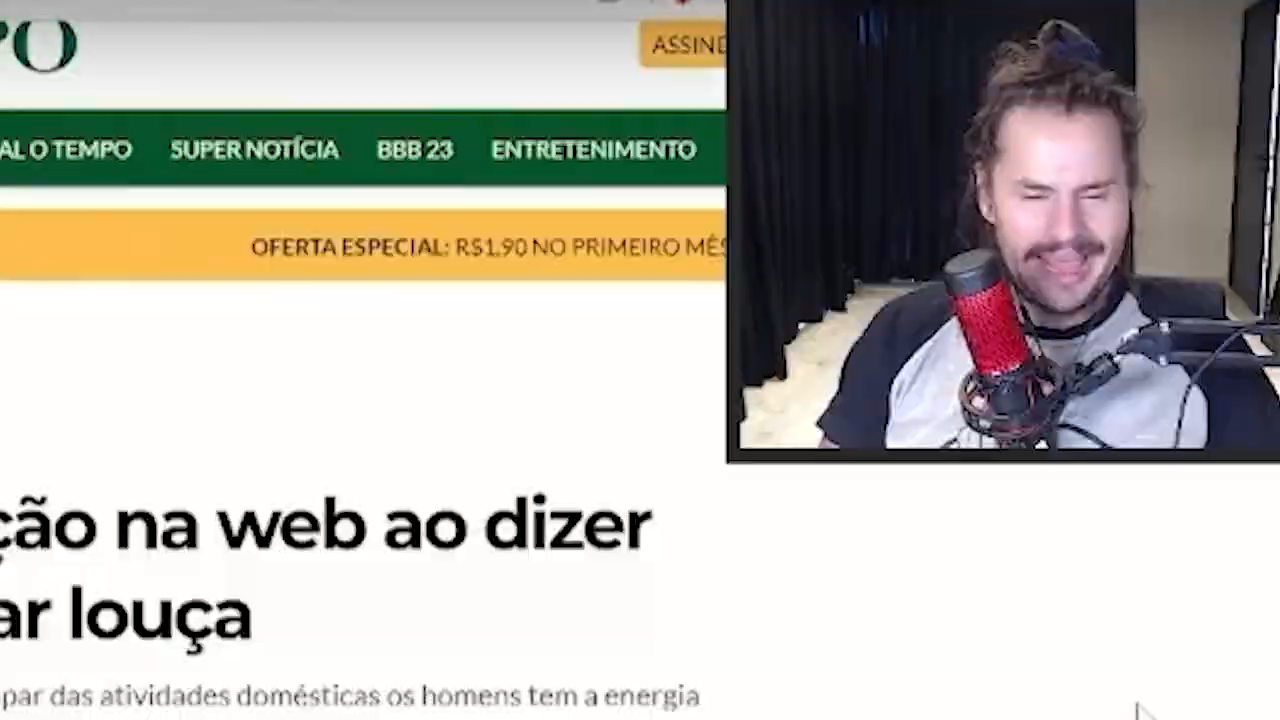 PO
ASSINE
AL O TEMPO SUPER NOTÍCIA BBB 23 ENTRETENIMENTO
OFERTA ESPECIAL: R$1,90 NO PRIMEIRO MÊS
ção na web ao dizer
ar louça
par das atividades domésticas os homens tem a energia